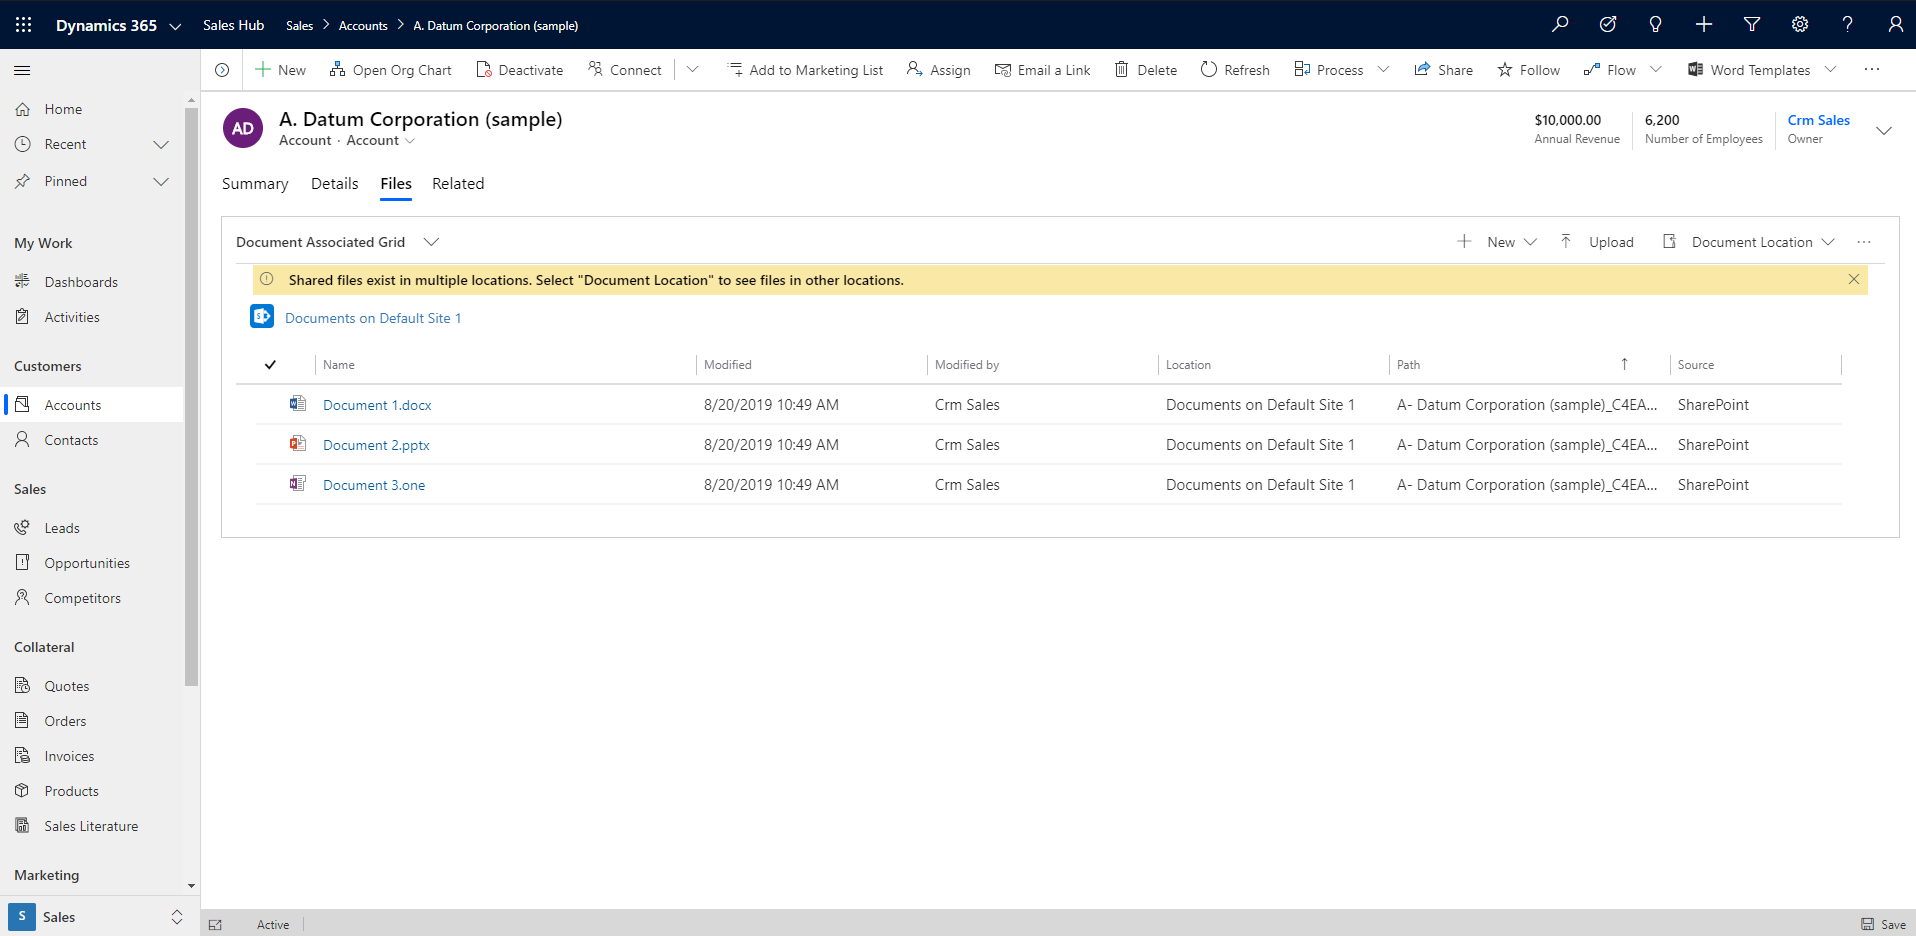 Dynamics 365 Sales Hub Sales > Accounts > A. Datum Corporation (sample)
New Open Org Chart Deactivate Connect Add to Marketing List Assign Email a Link Delete Refresh Process Share Follow Flow Word Templates ...
Home
Recent
Pinned
My Work
Dashboards
Activities
Customers
Accounts
Contacts
Sales
Leads
Opportunities
Competitors
Collateral
Quotes
Orders
Invoices
Products
Sales Literature
Marketing
S Sales
AD
A. Datum Corporation (sample)
Account · Account
$10,000.00
Annual Revenue
6,200
Number of Employees
Crm Sales
Owner
Summary Details Files Related
Document Associated Grid New Upload Document Location ...
Shared files exist in multiple locations. Select "Document Location" to see files in other locations.
Documents on Default Site 1
Name Modified Modified by Location Path Source
Document 1.docx 8/20/2019 10:49 AM Crm Sales Documents on Default Site 1 A- Datum Corporation (sample)_C4EA... SharePoint
Document 2.pptx 8/20/2019 10:49 AM Crm Sales Documents on Default Site 1 A- Datum Corporation (sample)_C4EA... SharePoint
Document 3.one 8/20/2019 10:49 AM Crm Sales Documents on Default Site 1 A- Datum Corporation (sample)_C4EA... SharePoint
Active Save